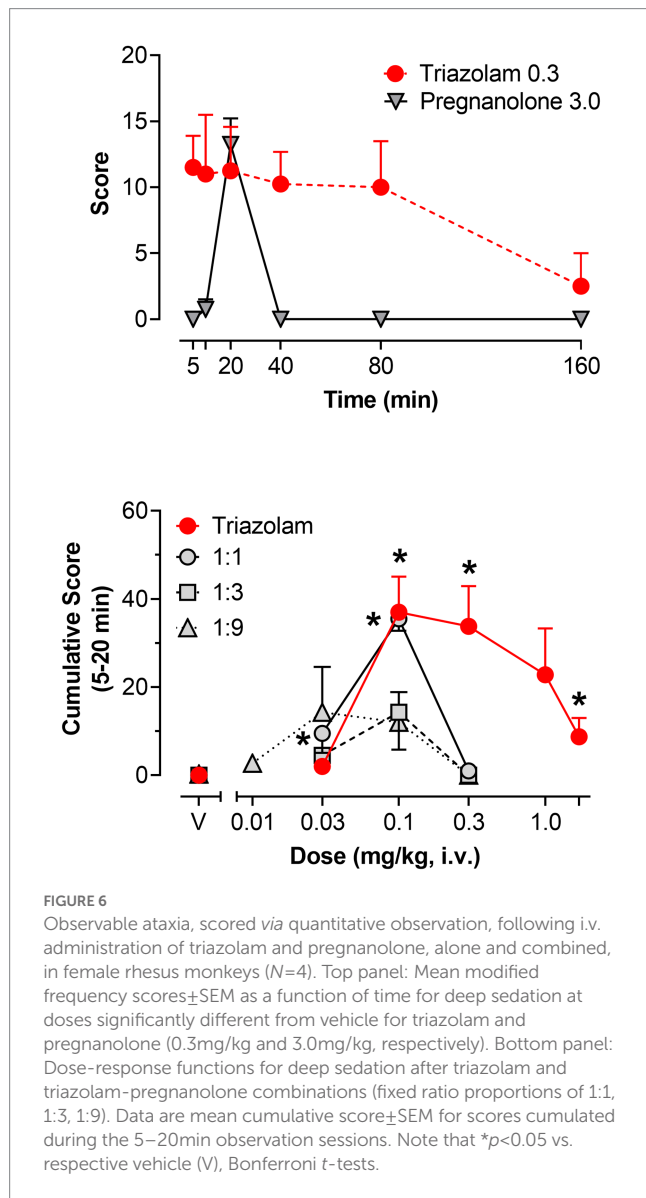 20
15
10
5
0
Score
Triazolam 0.3
Pregnanolone 3.0
5 20 40 80 160
Time (min)
60
40
20
0
Cumulative Score
(5-20 min)
Triazolam
1:1
1:3
1:9
* * * * *
V 0.01 0.03 0.1 0.3 1.0
Dose (mg/kg, i.v.)
FIGURE 6
Observable ataxia, scored via quantitative observation, following i.v.
administration of triazolam and pregnanolone, alone and combined,
in female rhesus monkeys (N=4). Top panel: Mean modified
frequency scores±SEM as a function of time for deep sedation at
doses significantly different from vehicle for triazolam and
pregnanolone (0.3mg/kg and 3.0mg/kg, respectively). Bottom panel:
Dose-response functions for deep sedation after triazolam and
triazolam-pregnanolone combinations (fixed ratio proportions of 1:1,
1:3, 1:9). Data are mean cumulative score±SEM for scores cumulated
during the 5–20min observation sessions. Note that *p<0.05 vs.
respective vehicle (V), Bonferroni t-tests.